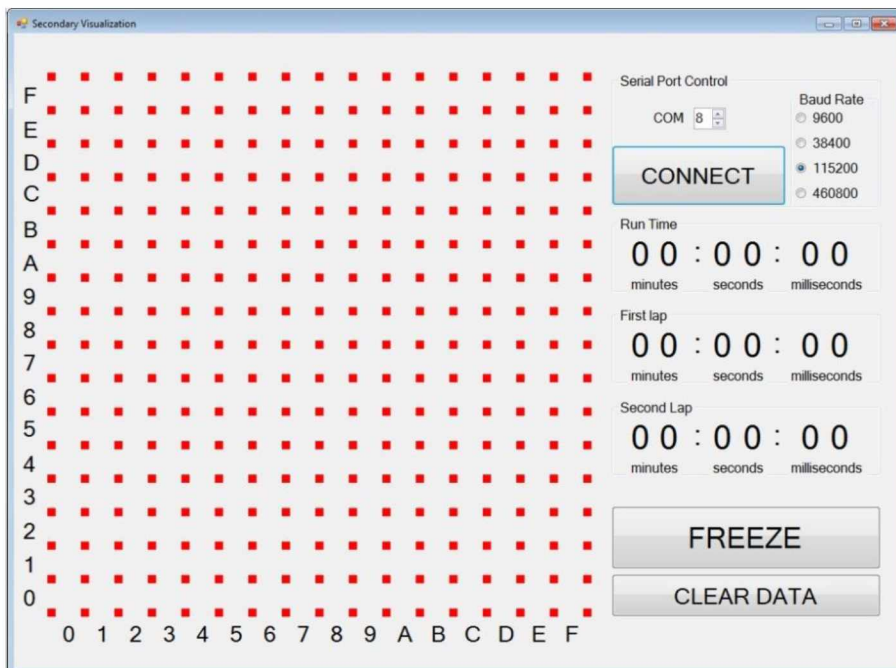 Secondary Visualization
F
E
D
C
B
A
9
8
7
6
5
4
3
2
1
0
0 1 2 3 4 5 6 7 8 9 A B C D E F
Serial Port Control
COM 8
CONNECT
Baud Rate
9600
38400
115200
460800
Run Time
00 : 00 : 00
minutes seconds milliseconds
First lap
00 : 00 : 00
minutes seconds milliseconds
Second Lap
00 : 00 : 00
minutes seconds milliseconds
FREEZE
CLEAR DATA